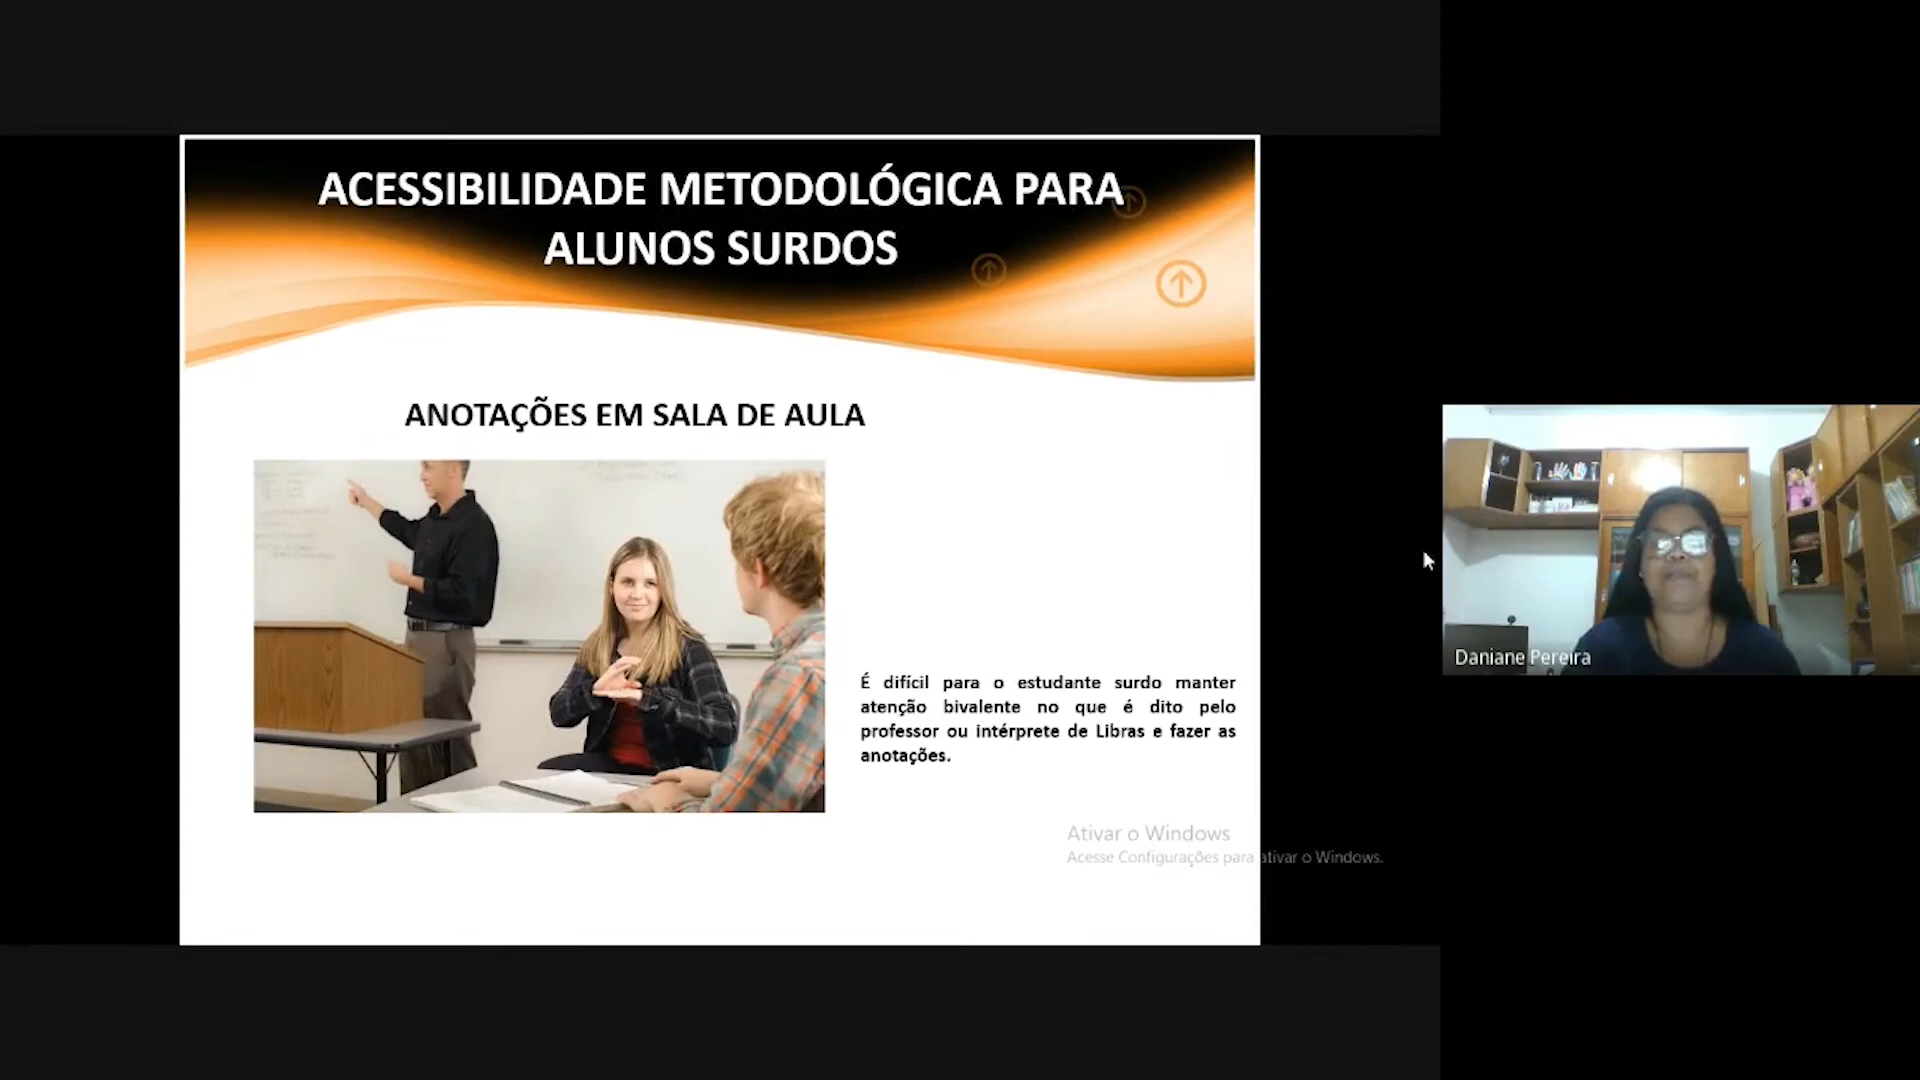 ACESSIBILIDADE METODOLÓGICA PARA
ALUNOS SURDOS
ANOTAÇÕES EM SALA DE AULA
É difícil para o estudante surdo manter
atenção bivalente no que é dito pelo
professor ou intérprete de Libras e fazer as
anotações.
Ativar o Windows
Acesse Configurações para ativar o Windows.
Daniane Pereira